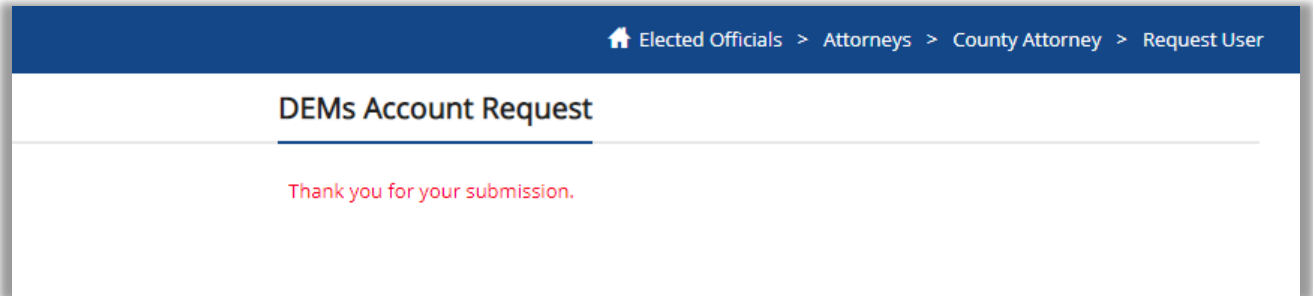 Elected Officials > Attorneys > County Attorney > Request User
DEMs Account Request
Thank you for your submission.